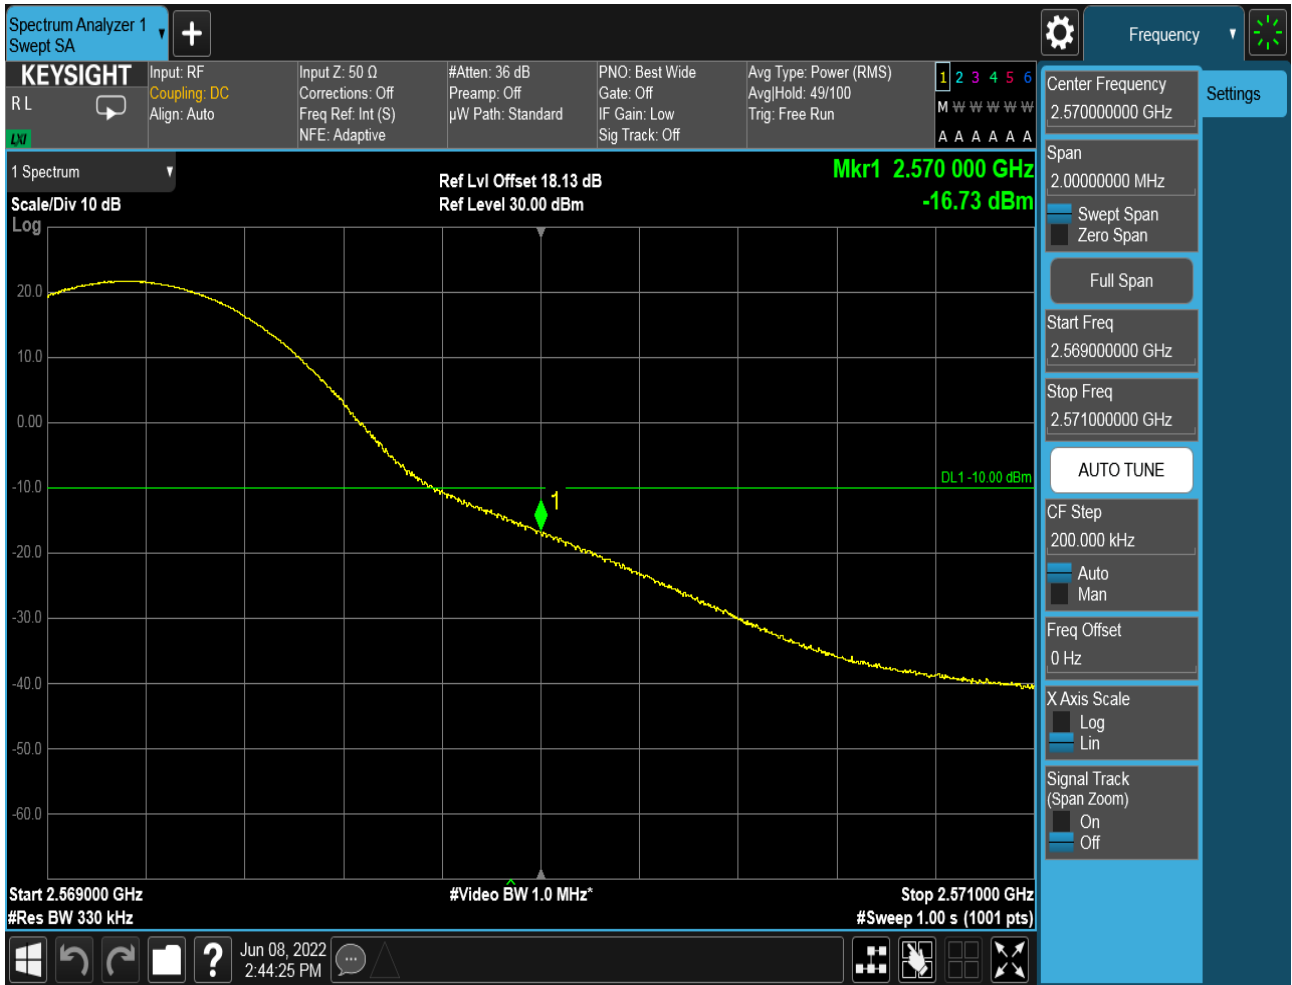 Spectrum Analyzer 1
Swept SA
Frequency
KEYSIGHT
R L
LXI
Input: RF
Coupling: DC
Align: Auto
Input Z: 50 Ω
Corrections: Off
Freq Ref: Int (S)
NFE: Adaptive
#Atten: 36 dB
Preamp: Off
µW Path: Standard
PNO: Best Wide
Gate: Off
IF Gain: Low
Sig Track: Off
Avg Type: Power (RMS)
Avg|Hold: 49/100
Trig: Free Run
1 2 3 4 5 6
M W W W W W
A A A A A A
1 Spectrum
Scale/Div 10 dB
Log
Ref Lvl Offset 18.13 dB
Ref Level 30.00 dBm
Mkr1 2.570 000 GHz
-16.73 dBm
20.0
10.0
0.00
-10.0
-20.0
-30.0
-40.0
-50.0
-60.0
DL1 -10.00 dBm
1
Start 2.569000 GHz
#Res BW 330 kHz
#Video BW 1.0 MHz*
Stop 2.571000 GHz
#Sweep 1.00 s (1001 pts)
?
Jun 08, 2022
2:44:25 PM
Center Frequency
2.570000000 GHz
Settings
Span
2.00000000 MHz
Swept Span
Zero Span
Full Span
Start Freq
2.569000000 GHz
Stop Freq
2.571000000 GHz
AUTO TUNE
CF Step
200.000 kHz
Auto
Man
Freq Offset
0 Hz
X Axis Scale
Log
Lin
Signal Track
(Span Zoom)
On
Off